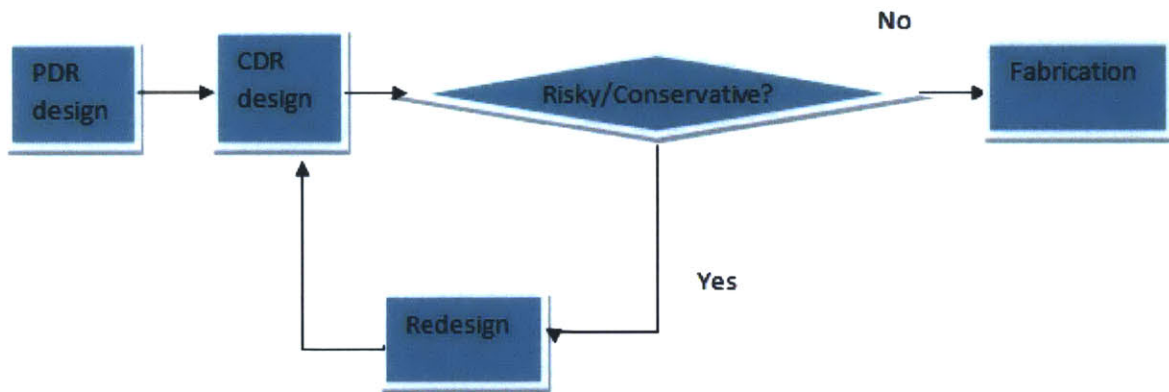 No
PDR
design
CDR
design
Risky/Conservative?
Fabrication
Yes
Redesign